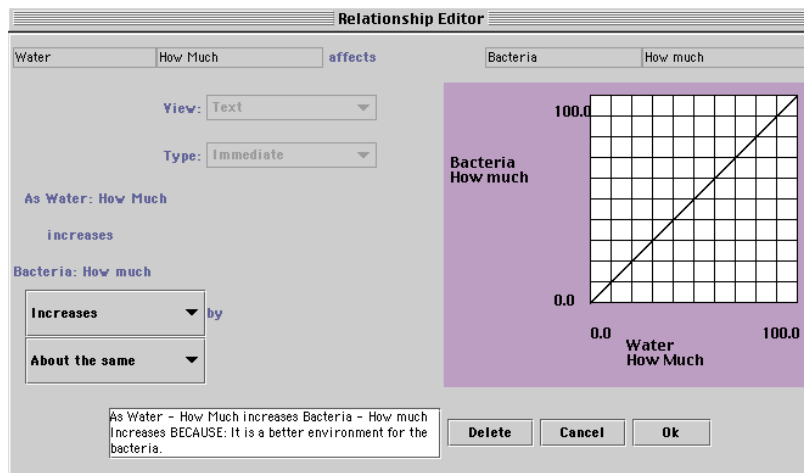 Relationship Editor
Water How Much affects Bacteria How much
View: Text
Type: Immediate
As Water: How Much
increases
Bacteria: How much
Increases by
About the same
100.0
Bacteria
How much
0.0
0.0 100.0
Water
How Much
As Water - How Much increases Bacteria - How much
Increases BECAUSE: It is a better environment for the
bacteria.
Delete Cancel Ok